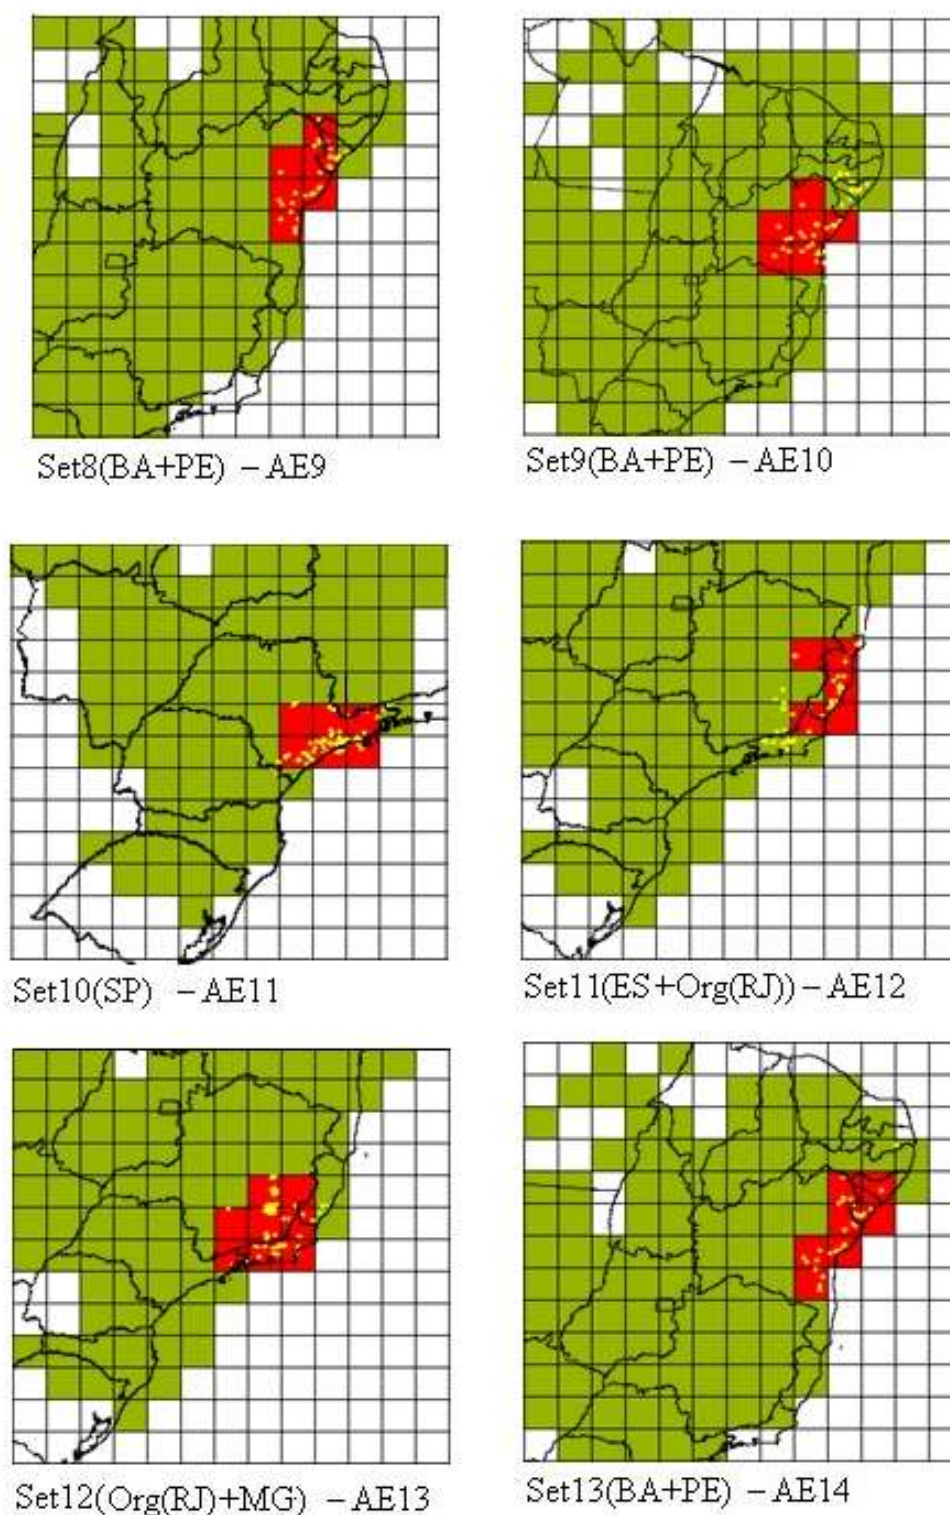 Set8(BA+PE) – AE9
Set9(BA+PE) – AE10
Set10(SP) – AE11
Set11(ES+Org(RJ)) – AE12
Set12(Org(RJ)+MG) – AE13
Set13(BA+PE) – AE14